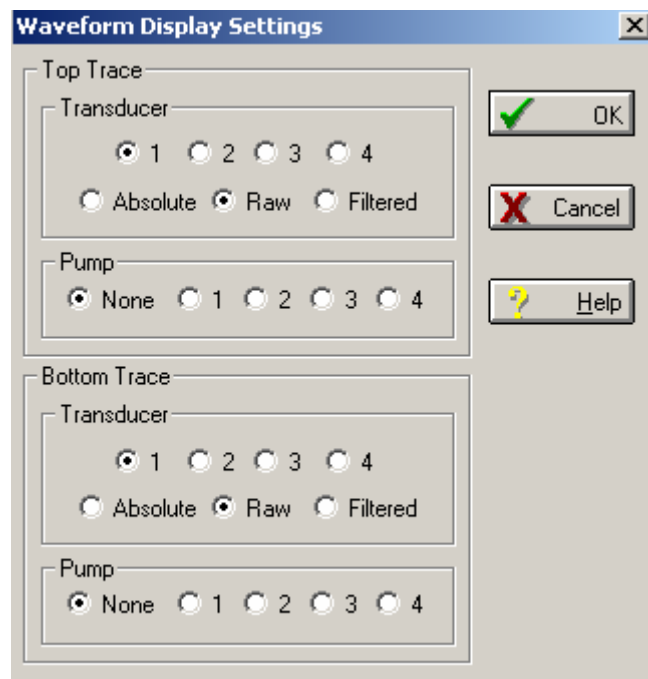 Waveform Display Settings
Top Trace
Transducer
1 2 3 4
Absolute Raw Filtered
Pump
None 1 2 3 4
OK
Cancel
Help
Bottom Trace
Transducer
1 2 3 4
Absolute Raw Filtered
Pump
None 1 2 3 4